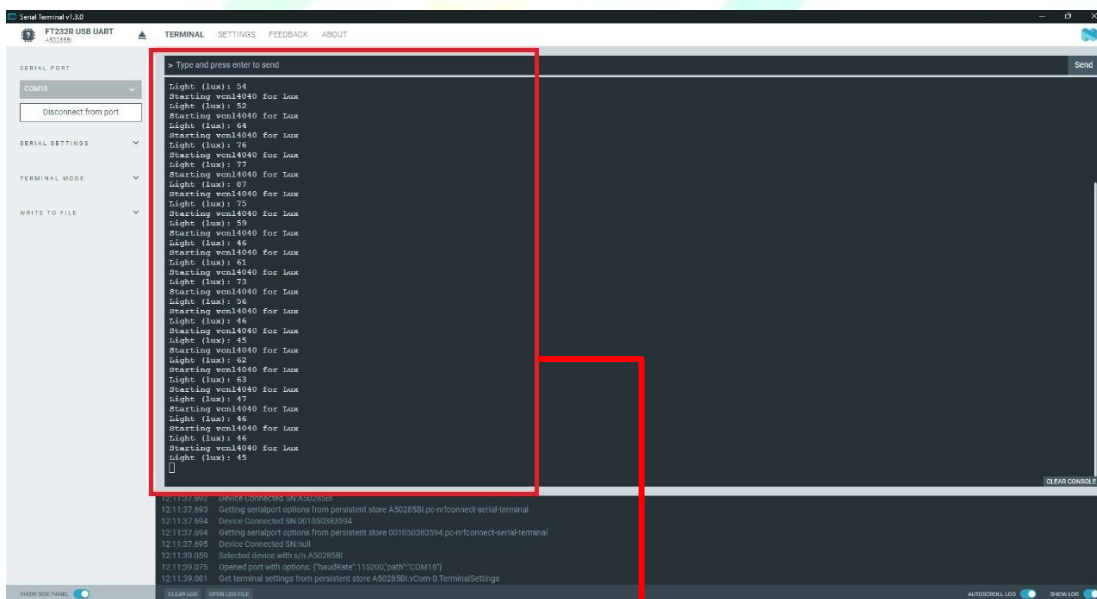 Serial Terminal v1.3.0
FT232R USB UART
A50285BI
TERMINAL SETTINGS FEEDBACK ABOUT
SERIAL PORT
COM18
Disconnect from port
SERIAL SETTINGS
TERMINAL MODE
WRITE TO FILE
> Type and press enter to send
Send
Light (lux): 54
Starting vcnl4040 for Lux
Light (lux): 52
Starting vcnl4040 for Lux
Light (lux): 64
Starting vcnl4040 for Lux
Light (lux): 76
Starting vcnl4040 for Lux
Light (lux): 77
Starting vcnl4040 for Lux
Light (lux): 87
Starting vcnl4040 for Lux
Light (lux): 75
Starting vcnl4040 for Lux
Light (lux): 59
Starting vcnl4040 for Lux
Light (lux): 46
Starting vcnl4040 for Lux
Light (lux): 61
Starting vcnl4040 for Lux
Light (lux): 73
Starting vcnl4040 for Lux
Light (lux): 56
Starting vcnl4040 for Lux
Light (lux): 46
Starting vcnl4040 for Lux
Light (lux): 45
Starting vcnl4040 for Lux
Light (lux): 62
Starting vcnl4040 for Lux
Light (lux): 63
Starting vcnl4040 for Lux
Light (lux): 47
Starting vcnl4040 for Lux
Light (lux): 46
Starting vcnl4040 for Lux
Light (lux): 46
Starting vcnl4040 for Lux
Light (lux): 45
CLEAR CONSOLE
12:11:37.692 Device Connected SN:A50285BI
12:11:37.693 Getting serialport options from persistent store A50285BI.pc-nrfconnect-serial-terminal
12:11:37.694 Device Connected SN:001050383594
12:11:37.694 Getting serialport options from persistent store 001050383594.pc-nrfconnect-serial-terminal
12:11:37.695 Device Connected SN:null
12:11:39.059 Selected device with s/n A50285BI
12:11:39.075 Opened port with options: {"baudRate":115200,"path":"COM18"}
12:11:39.081 Get terminal settings from persistent store A50285BI.vCom-0.TerminalSettings
SHOW SIDE PANEL CLEAR LOG OPEN LOG FILE AUTOSCROLL LOG SHOW LOG